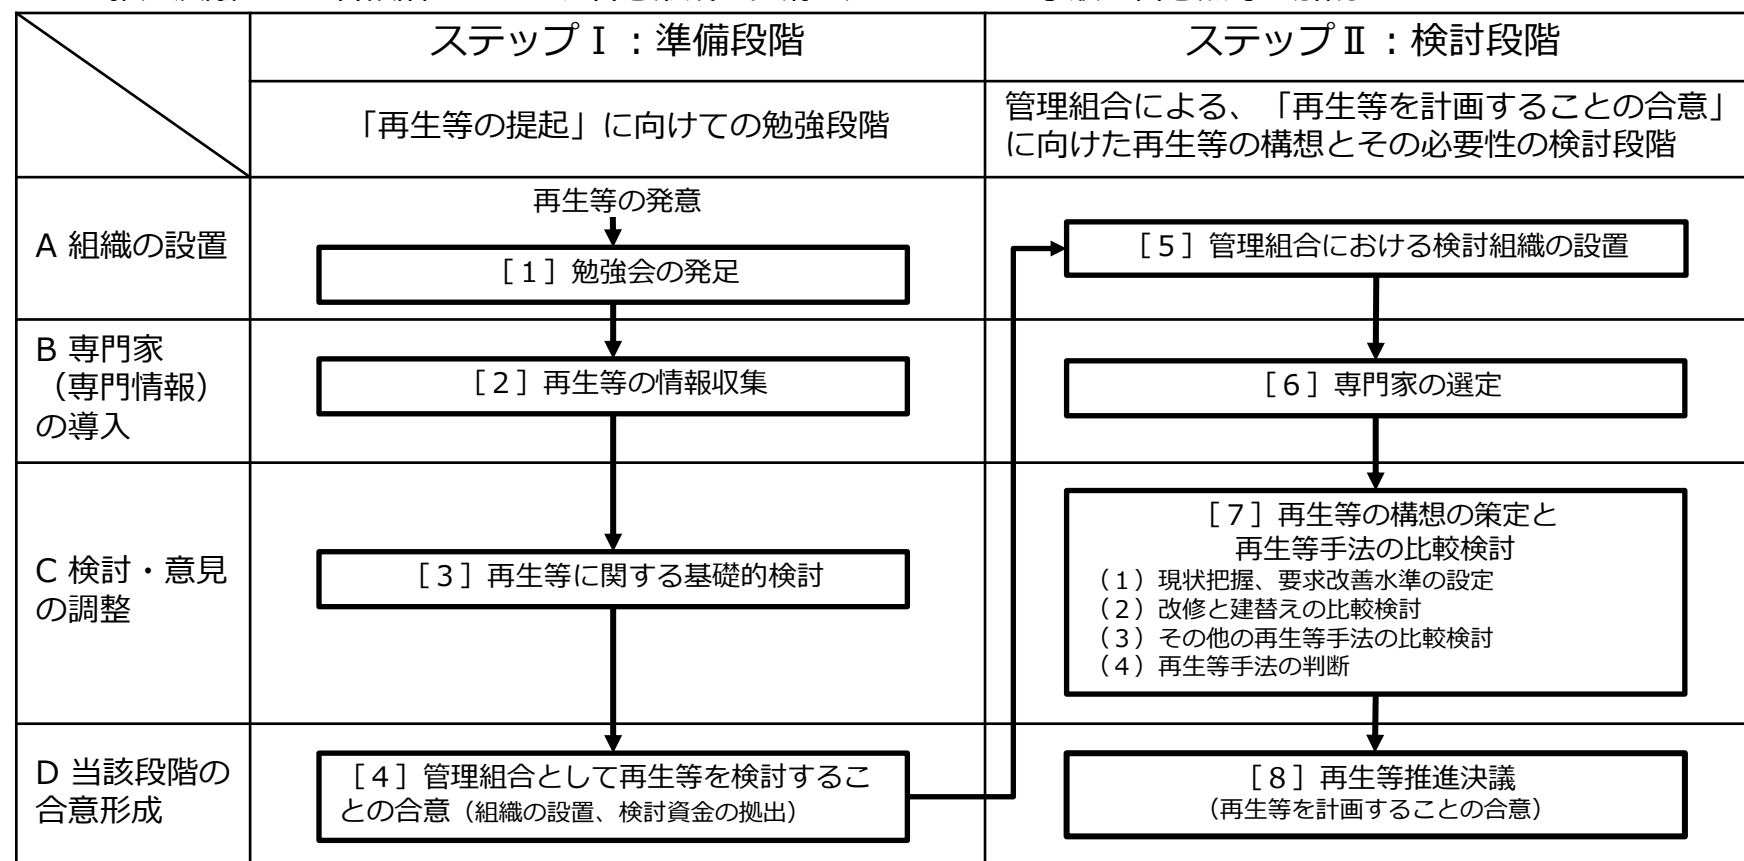 ステップⅠ：準備段階
ステップⅡ：検討段階
「再生等の提起」に向けての勉強段階
管理組合による、「再生等を計画することの合意」
に向けた再生等の構想とその必要性の検討段階
A 組織の設置
再生等の発意
［１］勉強会の発足
［５］管理組合における検討組織の設置
B 専門家
（専門情報）
の導入
［２］再生等の情報収集
［６］専門家の選定
C 検討・意見
の調整
［３］再生等に関する基礎的検討
［７］再生等の構想の策定と
再生等手法の比較検討
（１）現状把握、要求改善水準の設定
（２）改修と建替えの比較検討
（３）その他の再生等手法の比較検討
（４）再生等手法の判断
D 当該段階の
合意形成
［４］管理組合として再生等を検討するこ
との合意（組織の設置、検討資金の拠出）
［８］再生等推進決議
（再生等を計画することの合意）